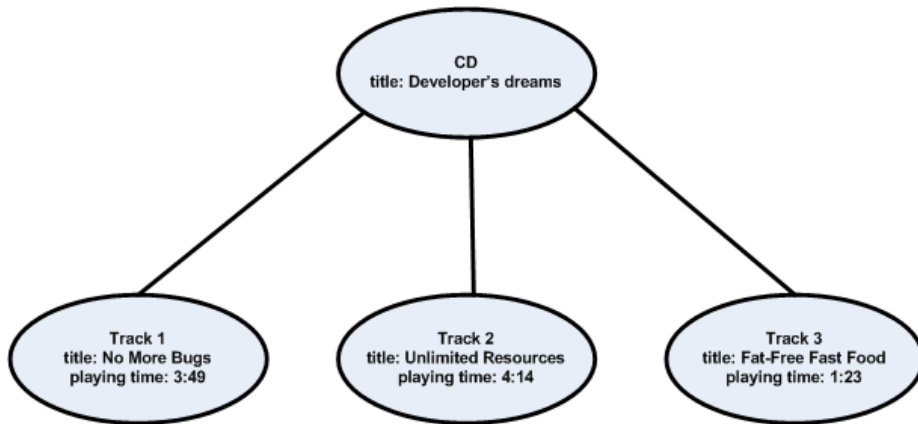 CD
title: Developer's dreams
Track 1
title: No More Bugs
playing time: 3:49
Track 2
title: Unlimited Resources
playing time: 4:14
Track 3
title: Fat-Free Fast Food
playing time: 1:23